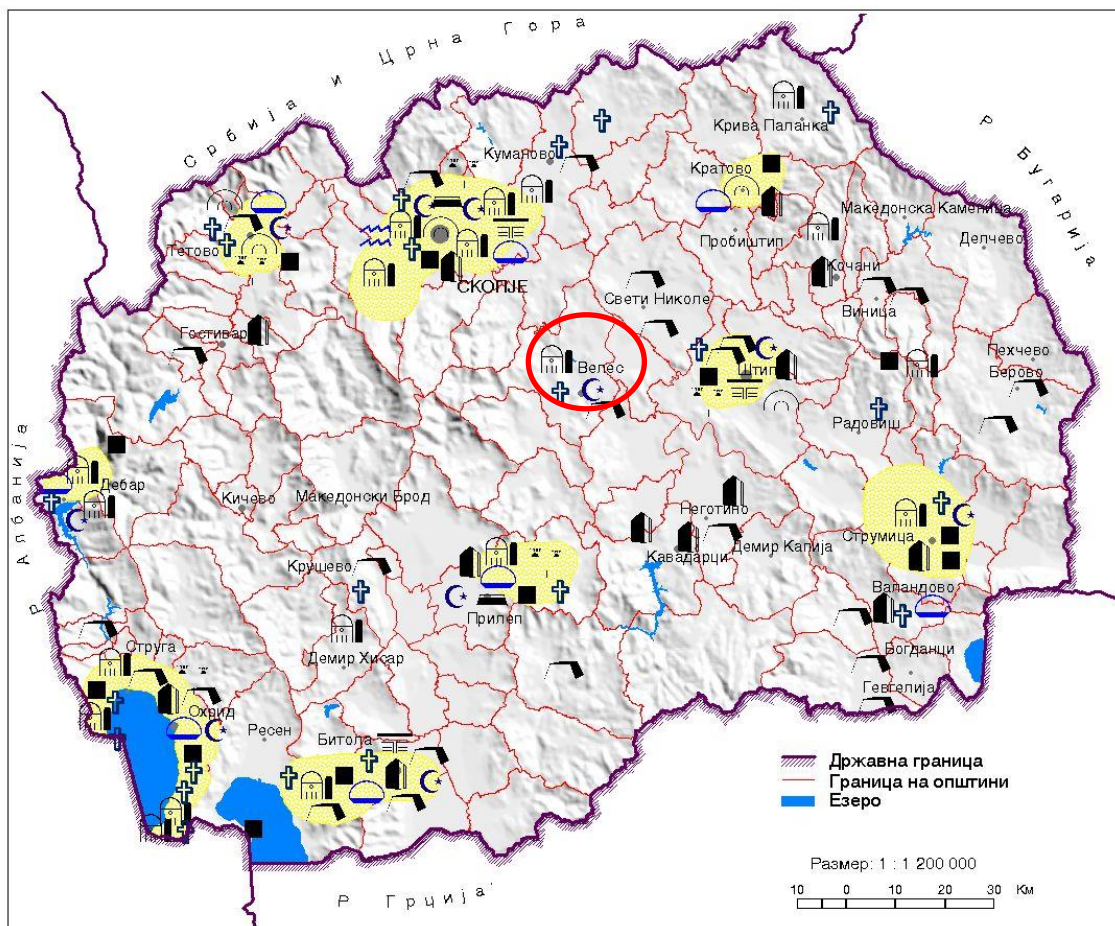 Србија и Црна Гора
Р Бугарија
Крива Паланка
Куманово
Кратово
Македонска Каменица
Делчево
Пробиштип
Тетово
Кочани
СКОПЈЕ
Свети Николе
Виница
Гостивар
Велес
Штип
Пехчево
Берово
Радовиш
Р Албанија
Дебар
Кичево
Македонски Брод
Неготино
Струмица
Кавадарци
Демир Капија
Крушево
Валандово
Прилеп
Струга
Демир Хисар
Богданци
Гевгелија
Охрид
Ресен
Битола
Државна граница
Граница на општини
Езеро
Размер: 1 : 1 200 000
10 0 10 20 30 Км
Р Грција